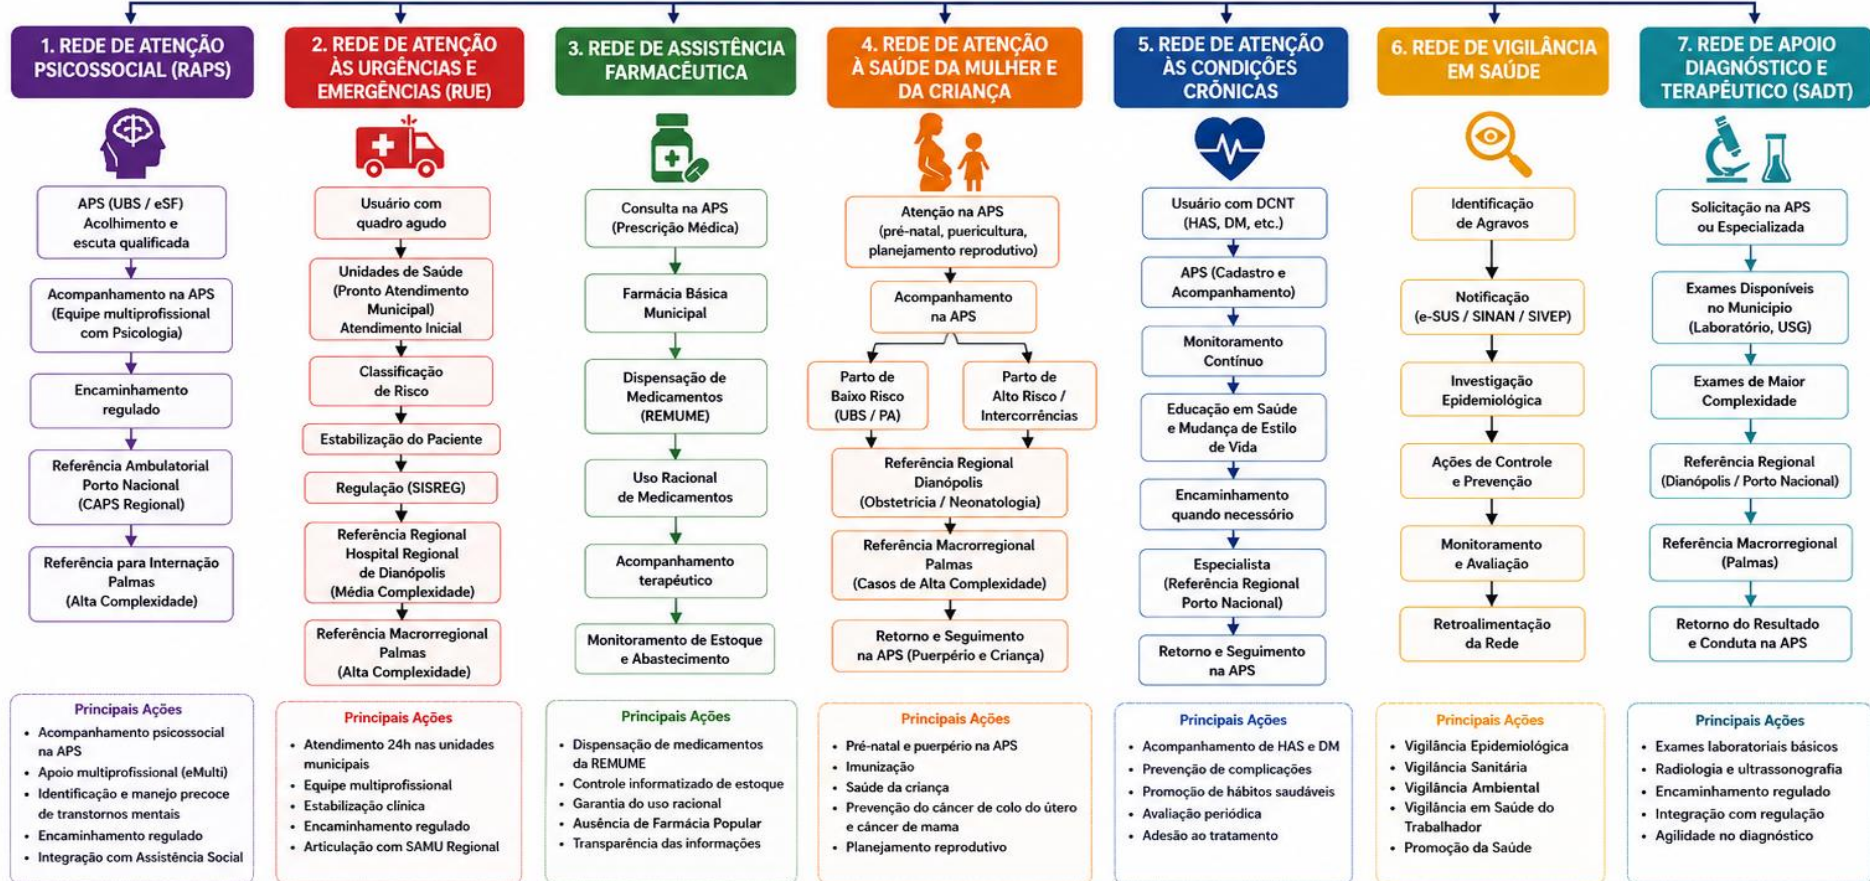 1. REDE DE ATENÇÃO
PSICOSSOCIAL (RAPS)
APS (UBS / eSF)
Acolhimento e
escuta qualificada
Acompanhamento na APS
(Equipe multiprofissional
com Psicologia)
Encaminhamento
regulado
Referência Ambulatorial
Porto Nacional
(CAPS Regional)
Referência para Internação
Palmas
(Alta Complexidade)
Principais Ações
• Acompanhamento psicossocial
na APS
• Apoio multiprofissional (eMulti)
• Identificação e manejo precoce
de transtornos mentais
• Encaminhamento regulado
• Integração com Assistência Social
2. REDE DE ATENÇÃO
ÀS URGÊNCIAS E
EMERGÊNCIAS (RUE)
Usuário com
quadro agudo
Unidades de Saúde
(Pronto Atendimento
Municipal)
Atendimento Inicial
Classificação
de Risco
Estabilização do Paciente
Regulação (SISREG)
Referência Regional
Hospital Regional
de Dianópolis
(Média Complexidade)
Referência Macrorregional
Palmas
(Alta Complexidade)
Principais Ações
• Atendimento 24h nas unidades
municipais
• Equipe multiprofissional
• Estabilização clínica
• Encaminhamento regulado
• Articulação com SAMU Regional
3. REDE DE ASSISTÊNCIA
FARMACÊUTICA
Consulta na APS
(Prescrição Médica)
Farmácia Básica
Municipal
Dispensação de
Medicamentos
(REMUME)
Uso Racional
de Medicamentos
Acompanhamento
terapêutico
Monitoramento de Estoque
e Abastecimento
Principais Ações
• Dispensação de medicamentos
da REMUME
• Controle informatizado de estoque
• Garantia do uso racional
• Ausência de Farmácia Popular
• Transparência das informações
4. REDE DE ATENÇÃO
À SAÚDE DA MULHER E
DA CRIANÇA
Atenção na APS
(pré-natal, puericultura,
planejamento reprodutivo)
Acompanhamento
na APS
Parto de
Baixo Risco
(UBS / PA)
Parto de
Alto Risco /
Intercorrências
Referência Regional
Dianópolis
(Obstetrícia / Neonatologia)
Referência Macrorregional
Palmas
(Casos de Alta Complexidade)
Retorno e Seguimento
na APS (Puerpério e Criança)
Principais Ações
• Pré-natal e puerpério na APS
• Imunização
• Saúde da criança
• Prevenção do câncer de colo do útero
e câncer de mama
• Planejamento reprodutivo
5. REDE DE ATENÇÃO
ÀS CONDIÇÕES
CRÔNICAS
Usuário com DCNT
(HAS, DM, etc.)
APS (Cadastro e
Acompanhamento)
Monitoramento
Contínuo
Educação em Saúde
e Mudança de Estilo
de Vida
Encaminhamento
quando necessário
Especialista
(Referência Regional
Porto Nacional)
Retorno e Seguimento
na APS
Principais Ações
• Acompanhamento de HAS e DM
• Prevenção de complicações
• Promoção de hábitos saudáveis
• Avaliação periódica
• Adesão ao tratamento
6. REDE DE VIGILÂNCIA
EM SAÚDE
Identificação
de Agravos
Notificação
(e-SUS / SINAN / SIVEP)
Investigação
Epidemiológica
Ações de Controle
e Prevenção
Monitoramento
e Avaliação
Retroalimentação
da Rede
Principais Ações
• Vigilância Epidemiológica
• Vigilância Sanitária
• Vigilância Ambiental
• Vigilância em Saúde do
Trabalhador
• Promoção da Saúde
7. REDE DE APOIO
DIAGNÓSTICO E
TERAPÊUTICO (SADT)
Solicitação na APS
ou Especializada
Exames Disponíveis
no Município
(Laboratório, USG)
Exames de Maior
Complexidade
Referência Regional
(Dianópolis / Porto Nacional)
Referência Macrorregional
(Palmas)
Retorno do Resultado
e Conduta na APS
Principais Ações
• Exames laboratoriais básicos
• Radiologia e ultrassonografia
• Encaminhamento regulado
• Integração com regulação
• Agilidade no diagnóstico